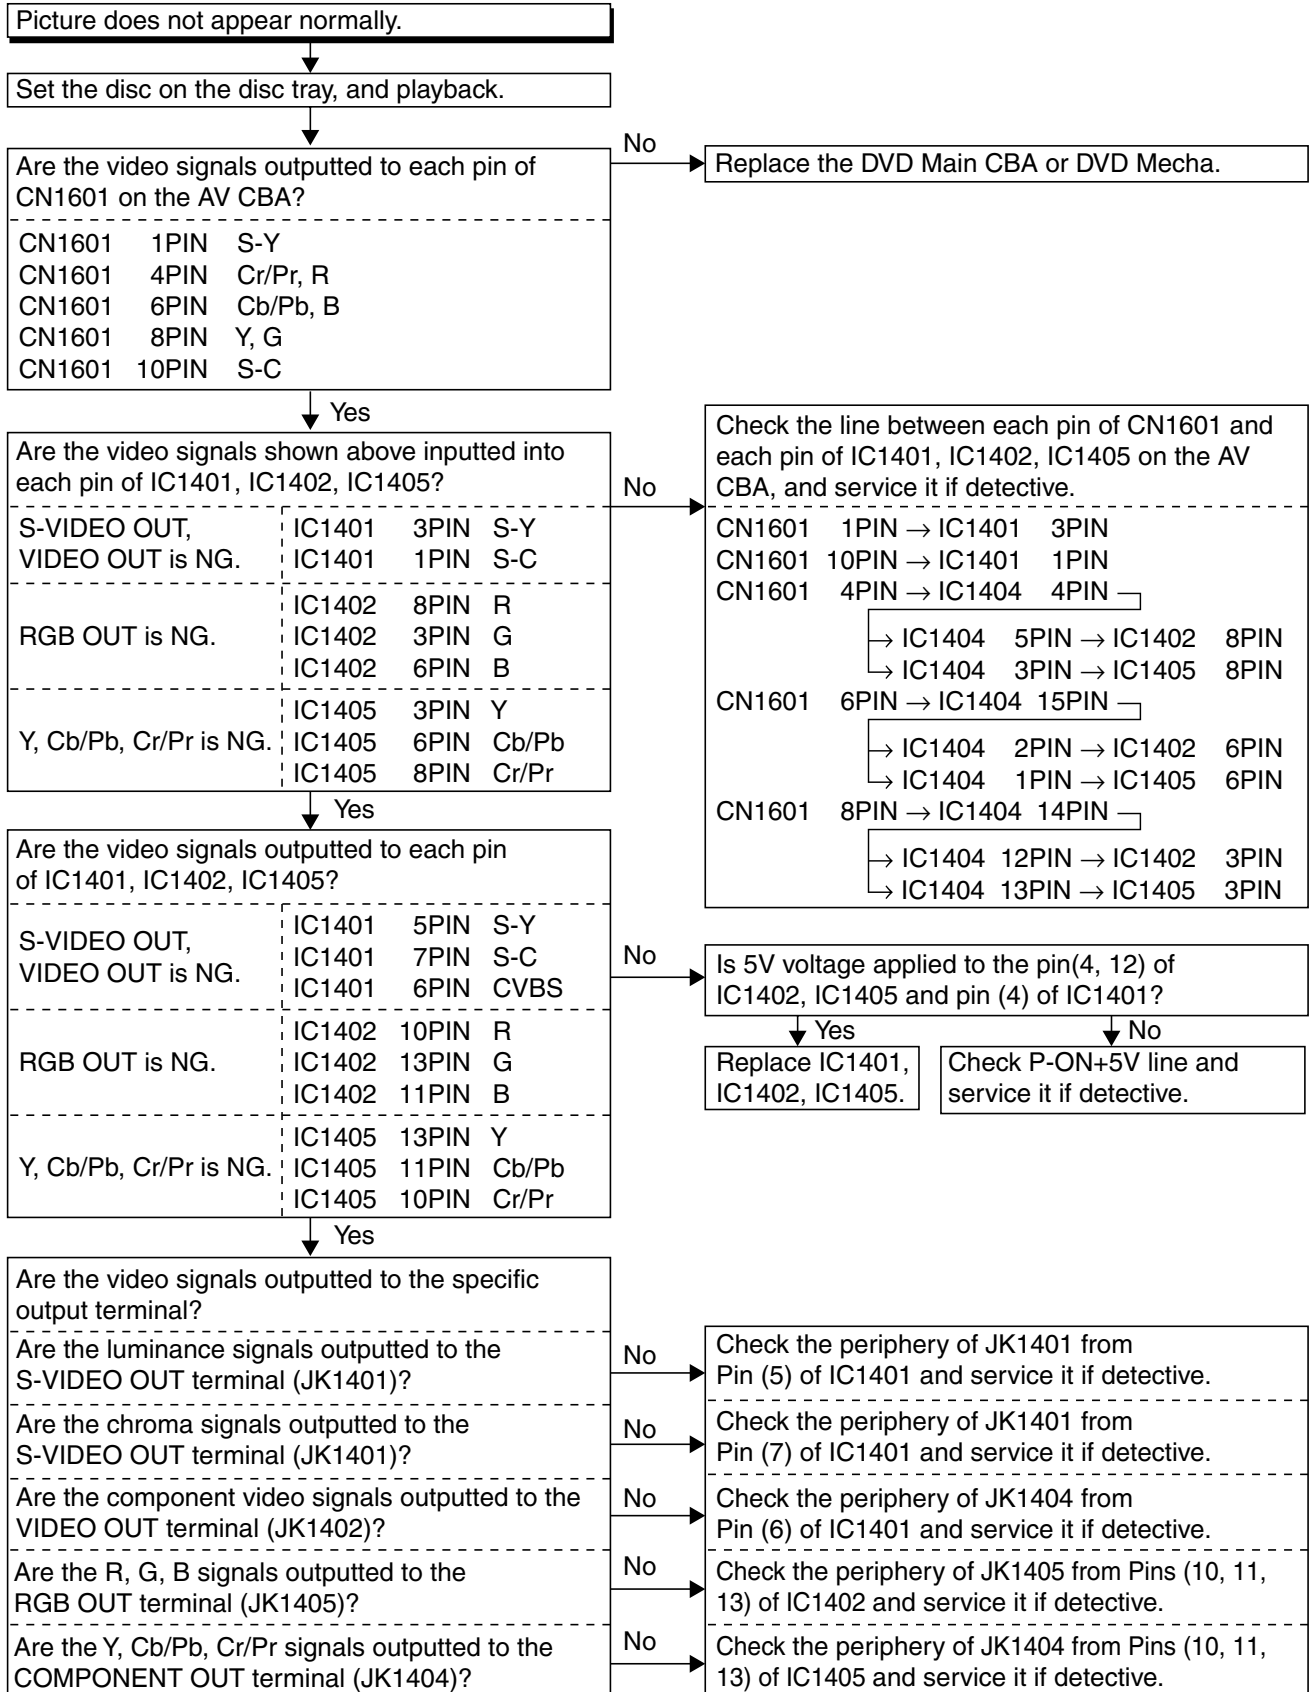 Picture does not appear normally.
Set the disc on the disc tray, and playback.
Are the video signals outputted to each pin of
CN1601 on the AV CBA?
CN1601 1PIN S-Y
CN1601 4PIN Cr/Pr, R
CN1601 6PIN Cb/Pb, B
CN1601 8PIN Y, G
CN1601 10PIN S-C
No
Replace the DVD Main CBA or DVD Mecha.
Yes
Are the video signals shown above inputted into
each pin of IC1401, IC1402, IC1405?
S-VIDEO OUT,
VIDEO OUT is NG.
IC1401 3PIN S-Y
IC1401 1PIN S-C
RGB OUT is NG.
IC1402 8PIN R
IC1402 3PIN G
IC1402 6PIN B
Y, Cb/Pb, Cr/Pr is NG.
IC1405 3PIN Y
IC1405 6PIN Cb/Pb
IC1405 8PIN Cr/Pr
No
Check the line between each pin of CN1601 and
each pin of IC1401, IC1402, IC1405 on the AV
CBA, and service it if detective.
CN1601 1PIN → IC1401 3PIN
CN1601 10PIN → IC1401 1PIN
CN1601 4PIN → IC1404 4PIN
→ IC1404 5PIN → IC1402 8PIN
→ IC1404 3PIN → IC1405 8PIN
CN1601 6PIN → IC1404 15PIN
→ IC1404 2PIN → IC1402 6PIN
→ IC1404 1PIN → IC1405 6PIN
CN1601 8PIN → IC1404 14PIN
→ IC1404 12PIN → IC1402 3PIN
→ IC1404 13PIN → IC1405 3PIN
Yes
Are the video signals outputted to each pin
of IC1401, IC1402, IC1405?
S-VIDEO OUT,
VIDEO OUT is NG.
IC1401 5PIN S-Y
IC1401 7PIN S-C
IC1401 6PIN CVBS
RGB OUT is NG.
IC1402 10PIN R
IC1402 13PIN G
IC1402 11PIN B
Y, Cb/Pb, Cr/Pr is NG.
IC1405 13PIN Y
IC1405 11PIN Cb/Pb
IC1405 10PIN Cr/Pr
No
Is 5V voltage applied to the pin(4, 12) of
IC1402, IC1405 and pin (4) of IC1401?
Yes
Replace IC1401,
IC1402, IC1405.
No
Check P-ON+5V line and
service it if detective.
Yes
Are the video signals outputted to the specific
output terminal?
Are the luminance signals outputted to the
S-VIDEO OUT terminal (JK1401)?
No
Check the periphery of JK1401 from
Pin (5) of IC1401 and service it if detective.
Are the chroma signals outputted to the
S-VIDEO OUT terminal (JK1401)?
No
Check the periphery of JK1401 from
Pin (7) of IC1401 and service it if detective.
Are the component video signals outputted to the
VIDEO OUT terminal (JK1402)?
No
Check the periphery of JK1404 from
Pin (6) of IC1401 and service it if detective.
Are the R, G, B signals outputted to the
RGB OUT terminal (JK1405)?
No
Check the periphery of JK1405 from Pins (10, 11,
13) of IC1402 and service it if detective.
Are the Y, Cb/Pb, Cr/Pr signals outputted to the
COMPONENT OUT terminal (JK1404)?
No
Check the periphery of JK1404 from Pins (10, 11,
13) of IC1405 and service it if detective.